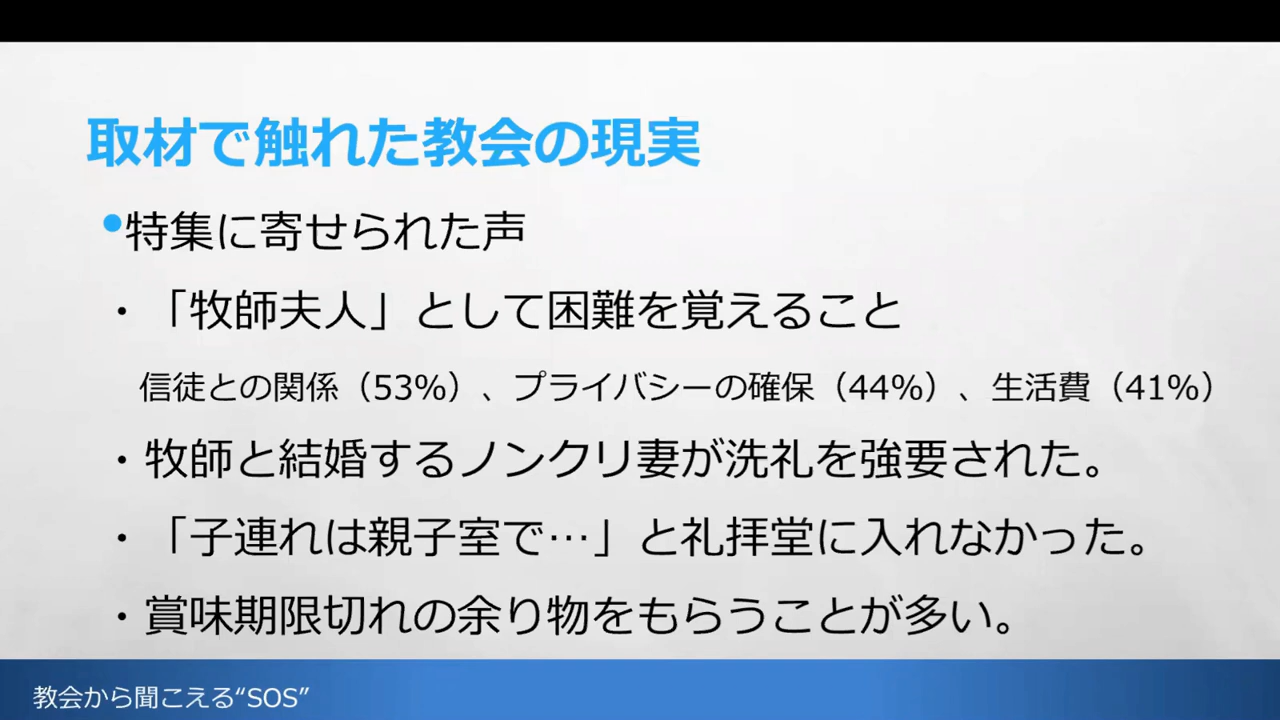 取材で触れた教会の現実
•特集に寄せられた声
・「牧師夫人」として困難を覚えること
信徒との関係（53%）、プライバシーの確保（44%）、生活費（41%）
・牧師と結婚するノンクリ妻が洗礼を強要された。
・「子連れは親子室で…」と礼拝堂に入れなかった。
・賞味期限切れの余り物をもらうことが多い。
教会から聞こえる“SOS”